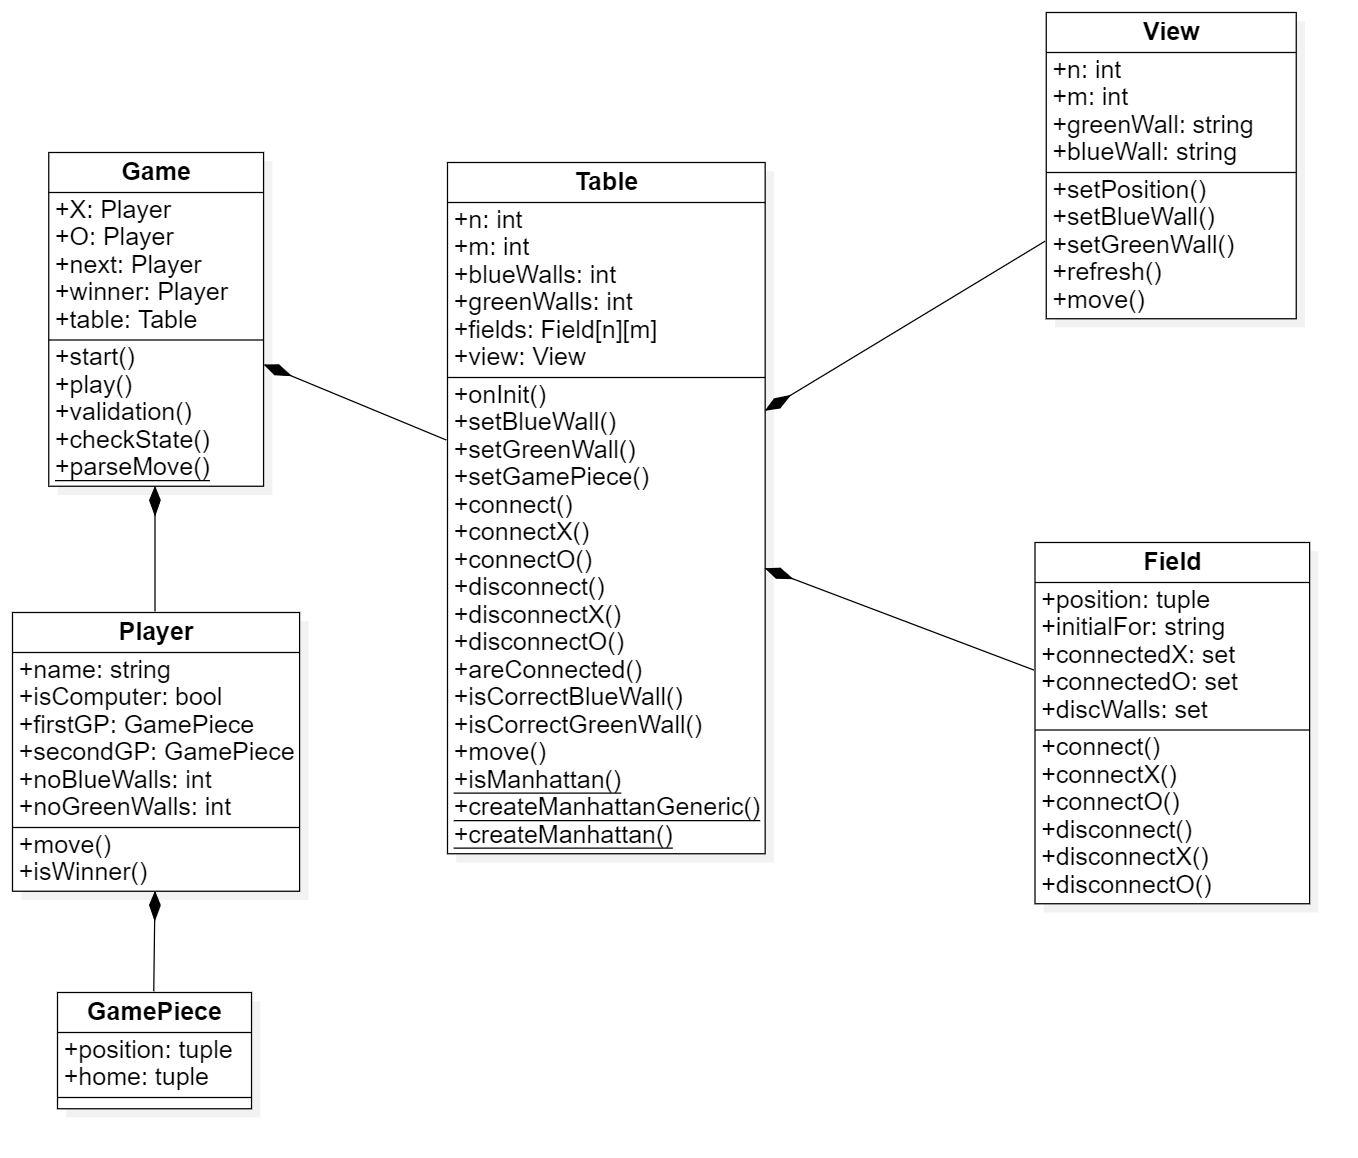 Game
+X: Player
+O: Player
+next: Player
+winner: Player
+table: Table
+start()
+play()
+validation()
+checkState()
+parseMove()
Player
+name: string
+isComputer: bool
+firstGP: GamePiece
+secondGP: GamePiece
+noBlueWalls: int
+noGreenWalls: int
+move()
+isWinner()
GamePiece
+position: tuple
+home: tuple
Table
+n: int
+m: int
+blueWalls: int
+greenWalls: int
+fields: Field[n][m]
+view: View
+onInit()
+setBlueWall()
+setGreenWall()
+setGamePiece()
+connect()
+connectX()
+connectO()
+disconnect()
+disconnectX()
+disconnectO()
+areConnected()
+isCorrectBlueWall()
+isCorrectGreenWall()
+move()
+isManhattan()
+createManhattanGeneric()
+createManhattan()
View
+n: int
+m: int
+greenWall: string
+blueWall: string
+setPosition()
+setBlueWall()
+setGreenWall()
+refresh()
+move()
Field
+position: tuple
+initialFor: string
+connectedX: set
+connectedO: set
+discWalls: set
+connect()
+connectX()
+connectO()
+disconnect()
+disconnectX()
+disconnectO()